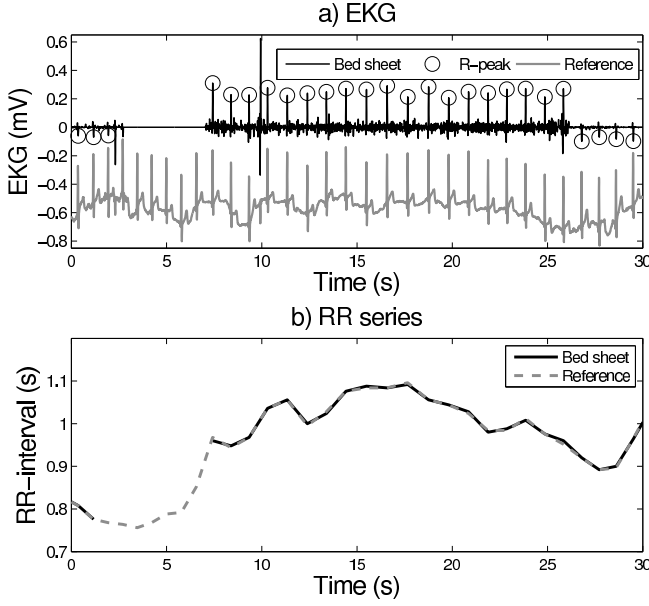 a) EKG
Bed sheet R-peak Reference
EKG (mV)
0.6
0.4
0.2
0
−0.2
−0.4
−0.6
−0.8
0 5 10 15 20 25 30
Time (s)
b) RR series
Bed sheet
Reference
RR−interval (s)
1.1
1
0.9
0.8
0.7
0 5 10 15 20 25 30
Time (s)